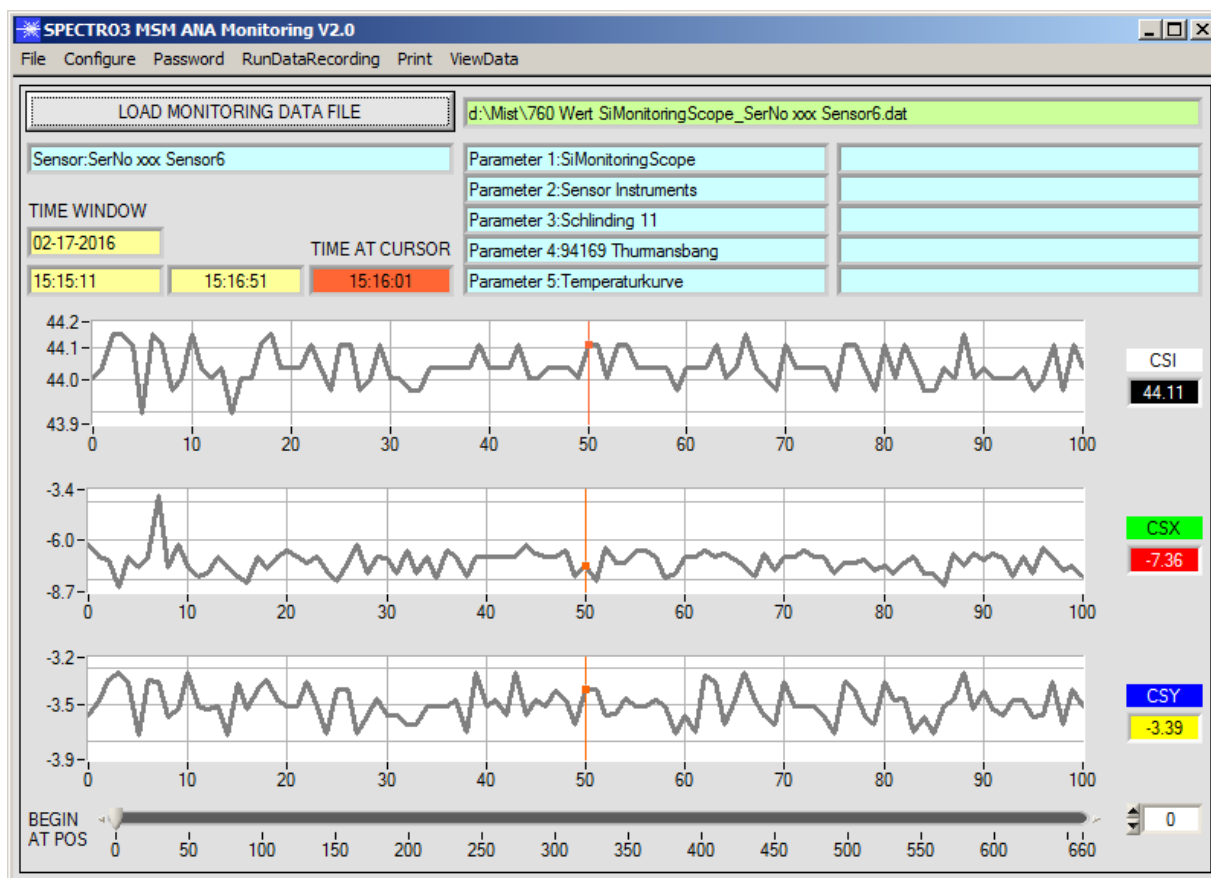 SPECTRO3 MSM ANA Monitoring V2.0
File Configure Password RunDataRecording Print ViewData
LOAD MONITORING DATA FILE
d:\Mist\760 Wert SiMonitoringScope_SerNo xxx Sensor6.dat
Sensor:SerNo xxx Sensor6
Parameter 1:SiMonitoringScope
Parameter 2:Sensor Instruments
Parameter 3:Schlinding 11
Parameter 4:94169 Thurmansbang
Parameter 5:Temperaturkurve
TIME WINDOW
02-17-2016
TIME AT CURSOR
15:15:11 15:16:51 15:16:01
44.2
44.1
44.0
43.9
0 10 20 30 40 50 60 70 80 90 100
CSI
44.11
-3.4
-6.0
-8.7
0 10 20 30 40 50 60 70 80 90 100
CSX
-7.36
-3.2
-3.5
-3.9
0 10 20 30 40 50 60 70 80 90 100
CSY
-3.39
BEGIN
AT POS
0 50 100 150 200 250 300 350 400 450 500 550 600 660
0